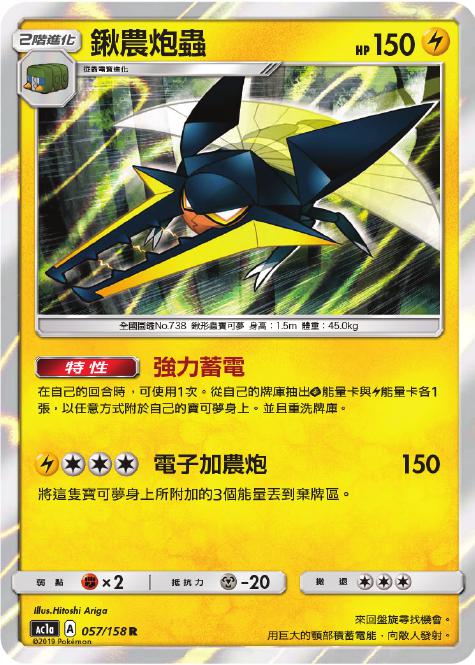 2階進化 鍬農炮蟲 HP 150
從蟲電寶進化
全國圖鑑No.738 鍬形蟲寶可夢 身高：1.5m 體重：45.0kg
特性 強力蓄電
在自己的回合時，可使用1次。從自己的牌庫抽出能量卡與能量卡各1
張，以任意方式附於自己的寶可夢身上。並且重洗牌庫。
電子加農炮 150
將這隻寶可夢身上所附加的3個能量丟到棄牌區。
弱點 ×2 抵抗力 -20 撤退
Illus.Hitoshi Ariga
AC1a A 057/158 R
©2019 Pokémon
來回盤旋尋找機會。
用巨大的顎部積蓄電能，向敵人發射。